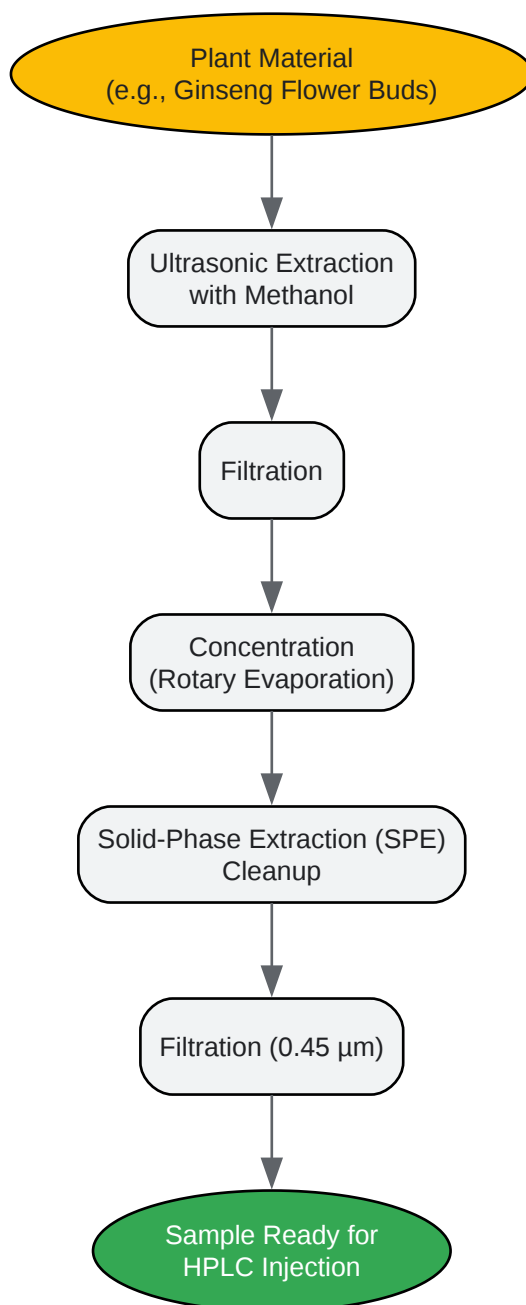 Plant Material
(e.g., Ginseng Flower Buds)
Ultrasonic Extraction
with Methanol
Filtration
Concentration
(Rotary Evaporation)
Solid-Phase Extraction (SPE)
Cleanup
Filtration (0.45 µm)
Sample Ready for
HPLC Injection